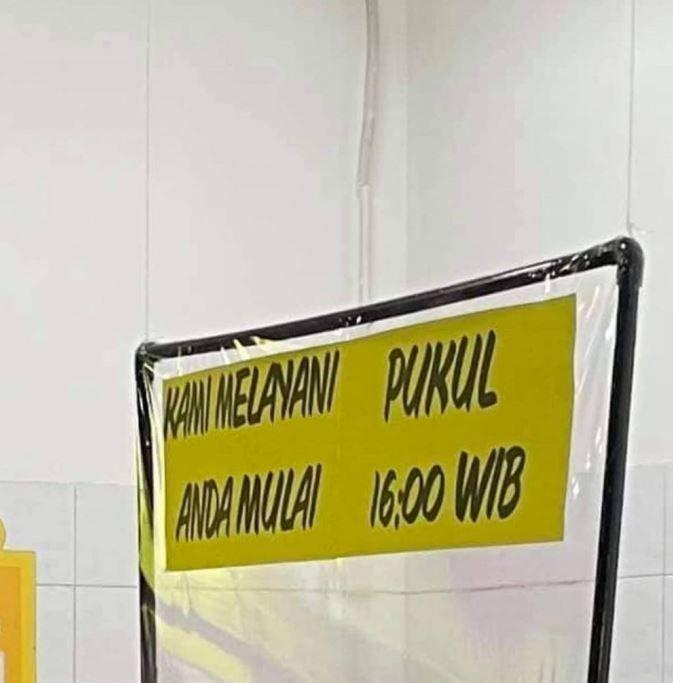 KAMI MELAYANI PUKUL
ANDA MULAI 16:00 WIB